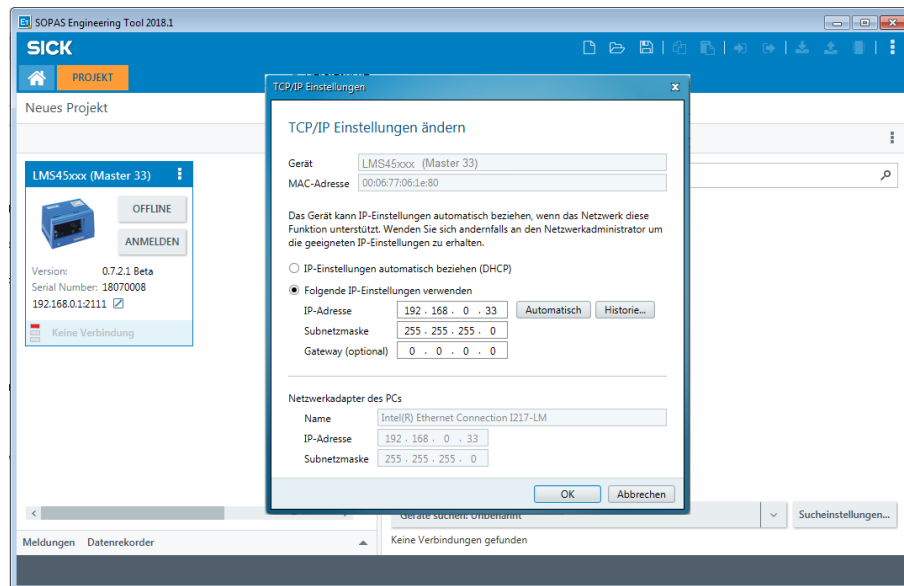 SOPAS Engineering Tool 2018.1
SICK
PROJEKT
Neues Projekt
LMS45xxx (Master 33)
OFFLINE
ANMELDEN
Version: 0.7.2.1 Beta
Serial Number: 18070008
192.168.0.1:2111
Keine Verbindung
TCP/IP Einstellungen
TCP/IP Einstellungen ändern
Gerät LMS45xxx (Master 33)
MAC-Adresse 00:06:77:06:1e:80
Das Gerät kann IP-Einstellungen automatisch beziehen, wenn das Netzwerk diese
Funktion unterstützt. Wenden Sie sich andernfalls an den Netzwerkadministrator um
die geeigneten IP-Einstellungen zu erhalten.
IP-Einstellungen automatisch beziehen (DHCP)
Folgende IP-Einstellungen verwenden
IP-Adresse 192 . 168 . 0 . 33 Automatisch Historie...
Subnetzmaske 255 . 255 . 255 . 0
Gateway (optional) 0 . 0 . 0 . 0
Netzwerkadapter des PCs
Name Intel(R) Ethernet Connection I217-LM
IP-Adresse 192 . 168 . 0 . 33
Subnetzmaske 255 . 255 . 255 . 0
OK Abbrechen
Geräte suchen: Unbenannt
Sucheinstellungen...
Meldungen Datenrekorder
Keine Verbindungen gefunden